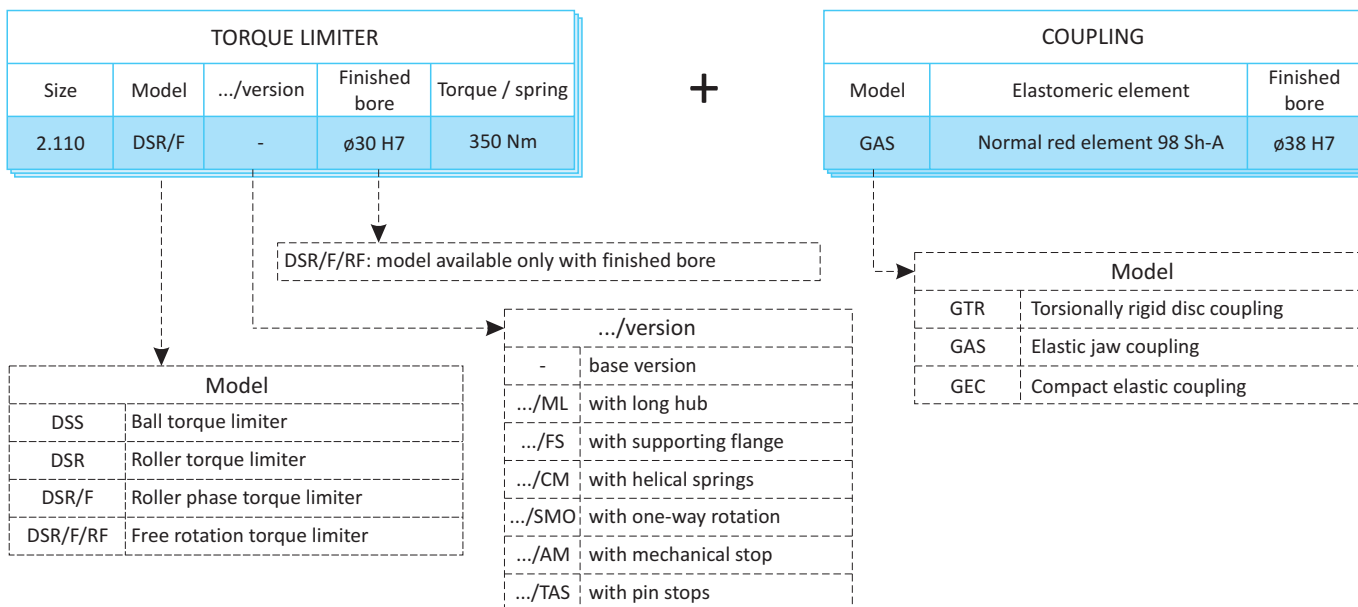 TORQUE LIMITER
Size Model .../version Finished bore Torque / spring
2.110 DSR/F - ø30 H7 350 Nm
+
COUPLING
Model Elastomeric element Finished bore
GAS Normal red element 98 Sh-A ø38 H7
DSR/F/RF: model available only with finished bore
Model
GTR Torsionally rigid disc coupling
GAS Elastic jaw coupling
GEC Compact elastic coupling
.../version
- base version
.../ML with long hub
.../FS with supporting flange
.../CM with helical springs
.../SMO with one-way rotation
.../AM with mechanical stop
.../TAS with pin stops
Model
DSS Ball torque limiter
DSR Roller torque limiter
DSR/F Roller phase torque limiter
DSR/F/RF Free rotation torque limiter